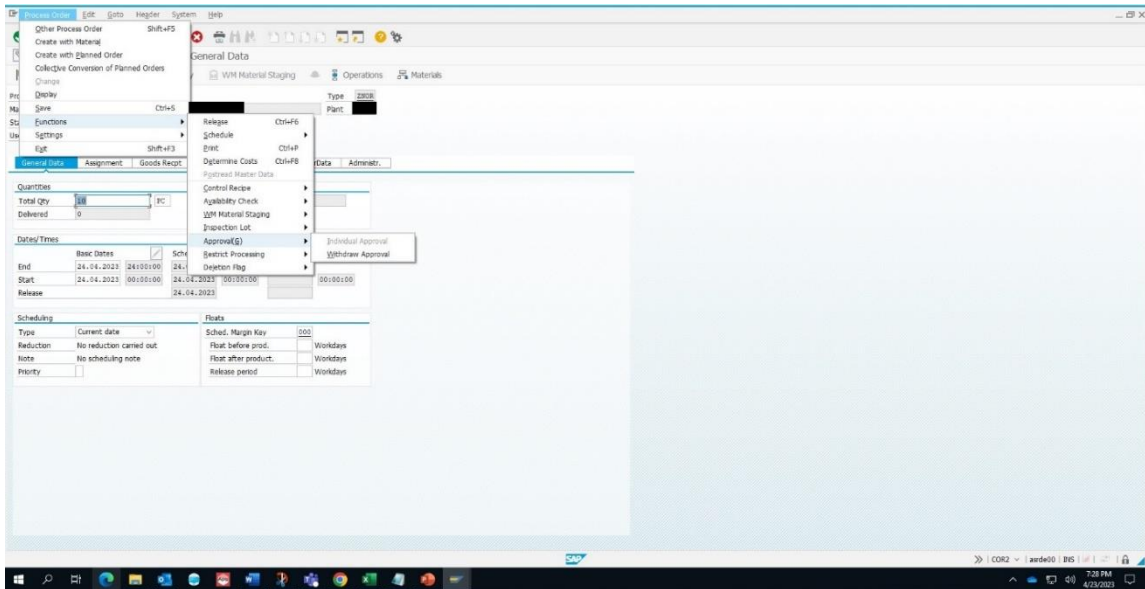 Process Order Edit Goto Header System Help
Other Process Order Shift+F5
Create with Material
Create with Planned Order
Collective Conversion of Planned Orders
Change
Display
Save Ctrl+S
Functions
Settings
Exit Shift+F3
General Data
WM Material Staging Operations Materials
Type ZNOR
Plant
Release Ctrl+F6
Schedule
Print Ctrl+P
Determine Costs Ctrl+F8
Postread Master Data
Control Recipe
Availability Check
WM Material Staging
Inspection Lot
Approval(G)
Restrict Processing
Deletion Flag
Individual Approval
Withdraw Approval
General Data Assignment Goods Recpt rData Administr.
Quantities
Total Qty 10 PC
Delivered 0
Dates/Times
Basic Dates Sche
End 24.04.2023 24:00:00 24.
Start 24.04.2023 00:00:00 24.04.2023 00:00:00 00:00:00
Release 24.04.2023
Scheduling Floats
Type Current date Sched. Margin Key 000
Reduction No reduction carried out Float before prod. Workdays
Note No scheduling note Float after product. Workdays
Priority Release period Workdays
SAP
COR2 asrde00 INS
7:28 PM
4/23/2023